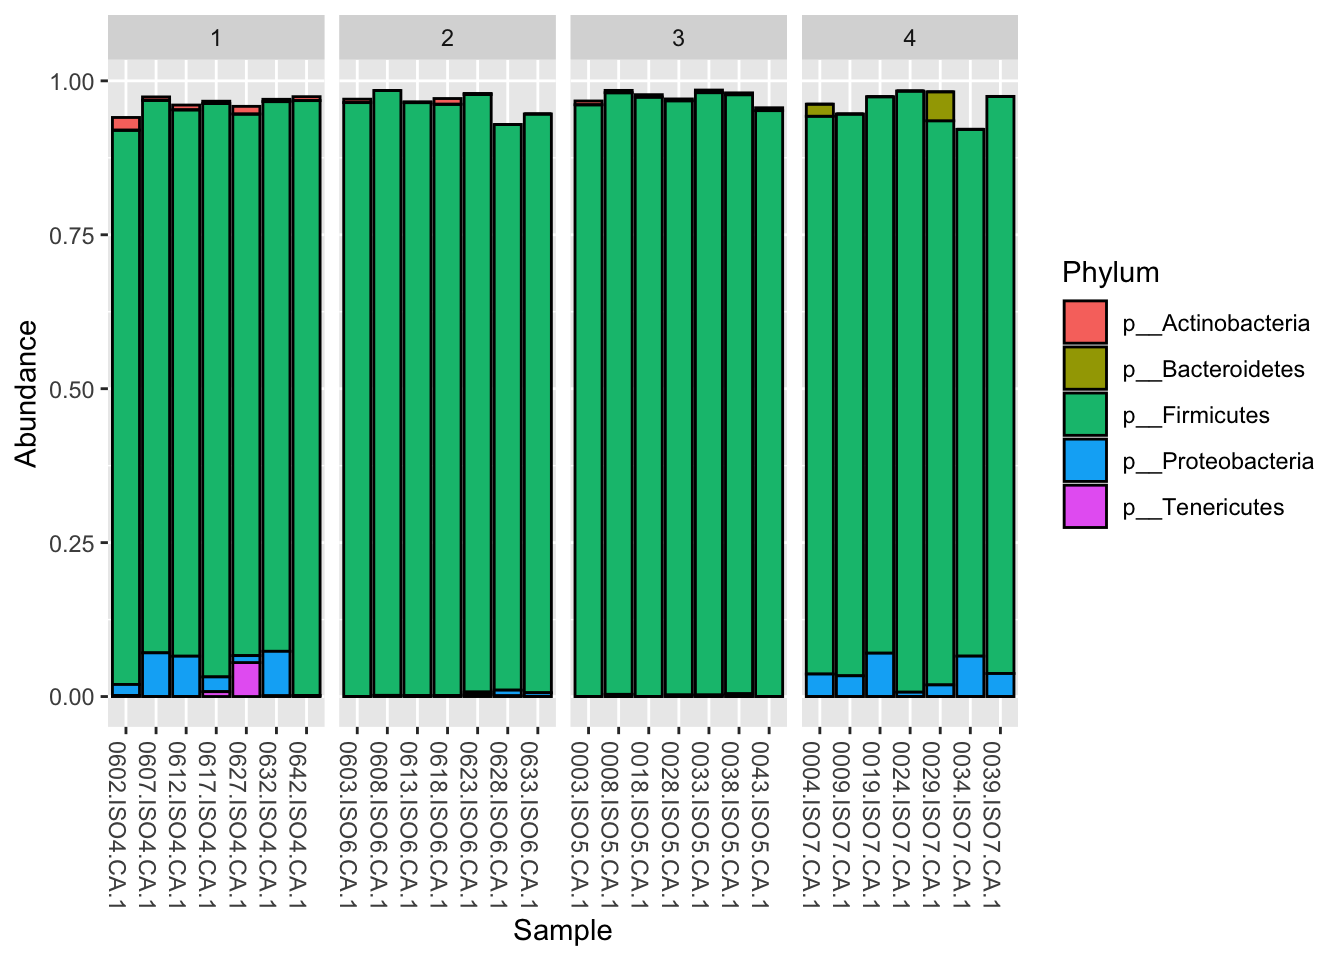 1 2 3 4
1.00
0.75
0.50
0.25
0.00
Abundance
0602.ISO4.CA.1
0607.ISO4.CA.1
0612.ISO4.CA.1
0617.ISO4.CA.1
0627.ISO4.CA.1
0632.ISO4.CA.1
0642.ISO4.CA.1
0603.ISO6.CA.1
0608.ISO6.CA.1
0613.ISO6.CA.1
0618.ISO6.CA.1
0623.ISO6.CA.1
0628.ISO6.CA.1
0633.ISO6.CA.1
0003.ISO5.CA.1
0008.ISO5.CA.1
0018.ISO5.CA.1
0028.ISO5.CA.1
0033.ISO5.CA.1
0038.ISO5.CA.1
0043.ISO5.CA.1
0004.ISO7.CA.1
0009.ISO7.CA.1
0019.ISO7.CA.1
0024.ISO7.CA.1
0029.ISO7.CA.1
0034.ISO7.CA.1
0039.ISO7.CA.1
Sample
Phylum
p__Actinobacteria
p__Bacteroidetes
p__Firmicutes
p__Proteobacteria
p__Tenericutes